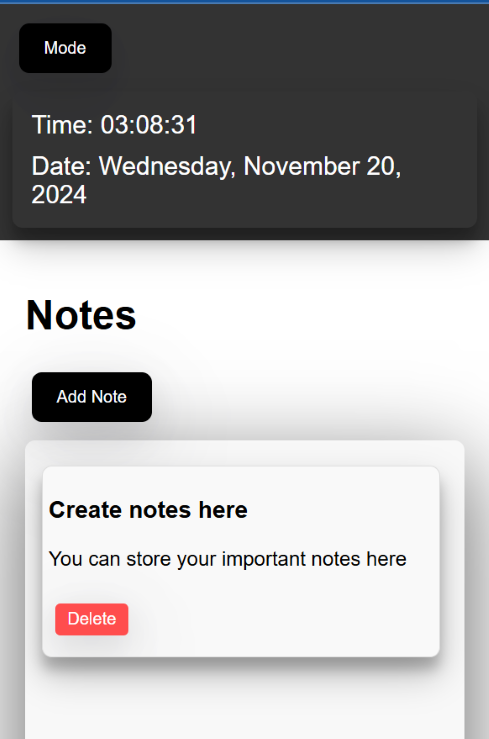 Mode
Time: 03:08:31
Date: Wednesday, November 20,
2024
Notes
Add Note
Create notes here
You can store your important notes here
Delete